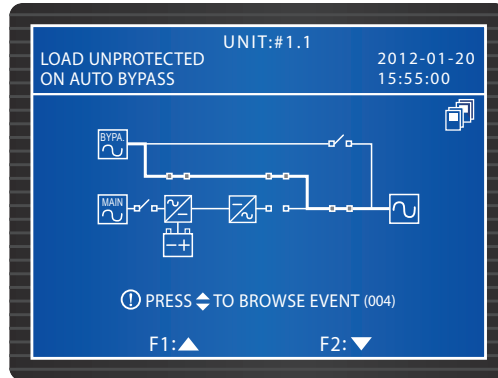 UNIT:#1.1
LOAD UNPROTECTED
ON AUTO BYPASS
2012-01-20
15:55:00
BYPA.
MAIN
PRESS TO BROWSE EVENT (004)
F1:
F2: